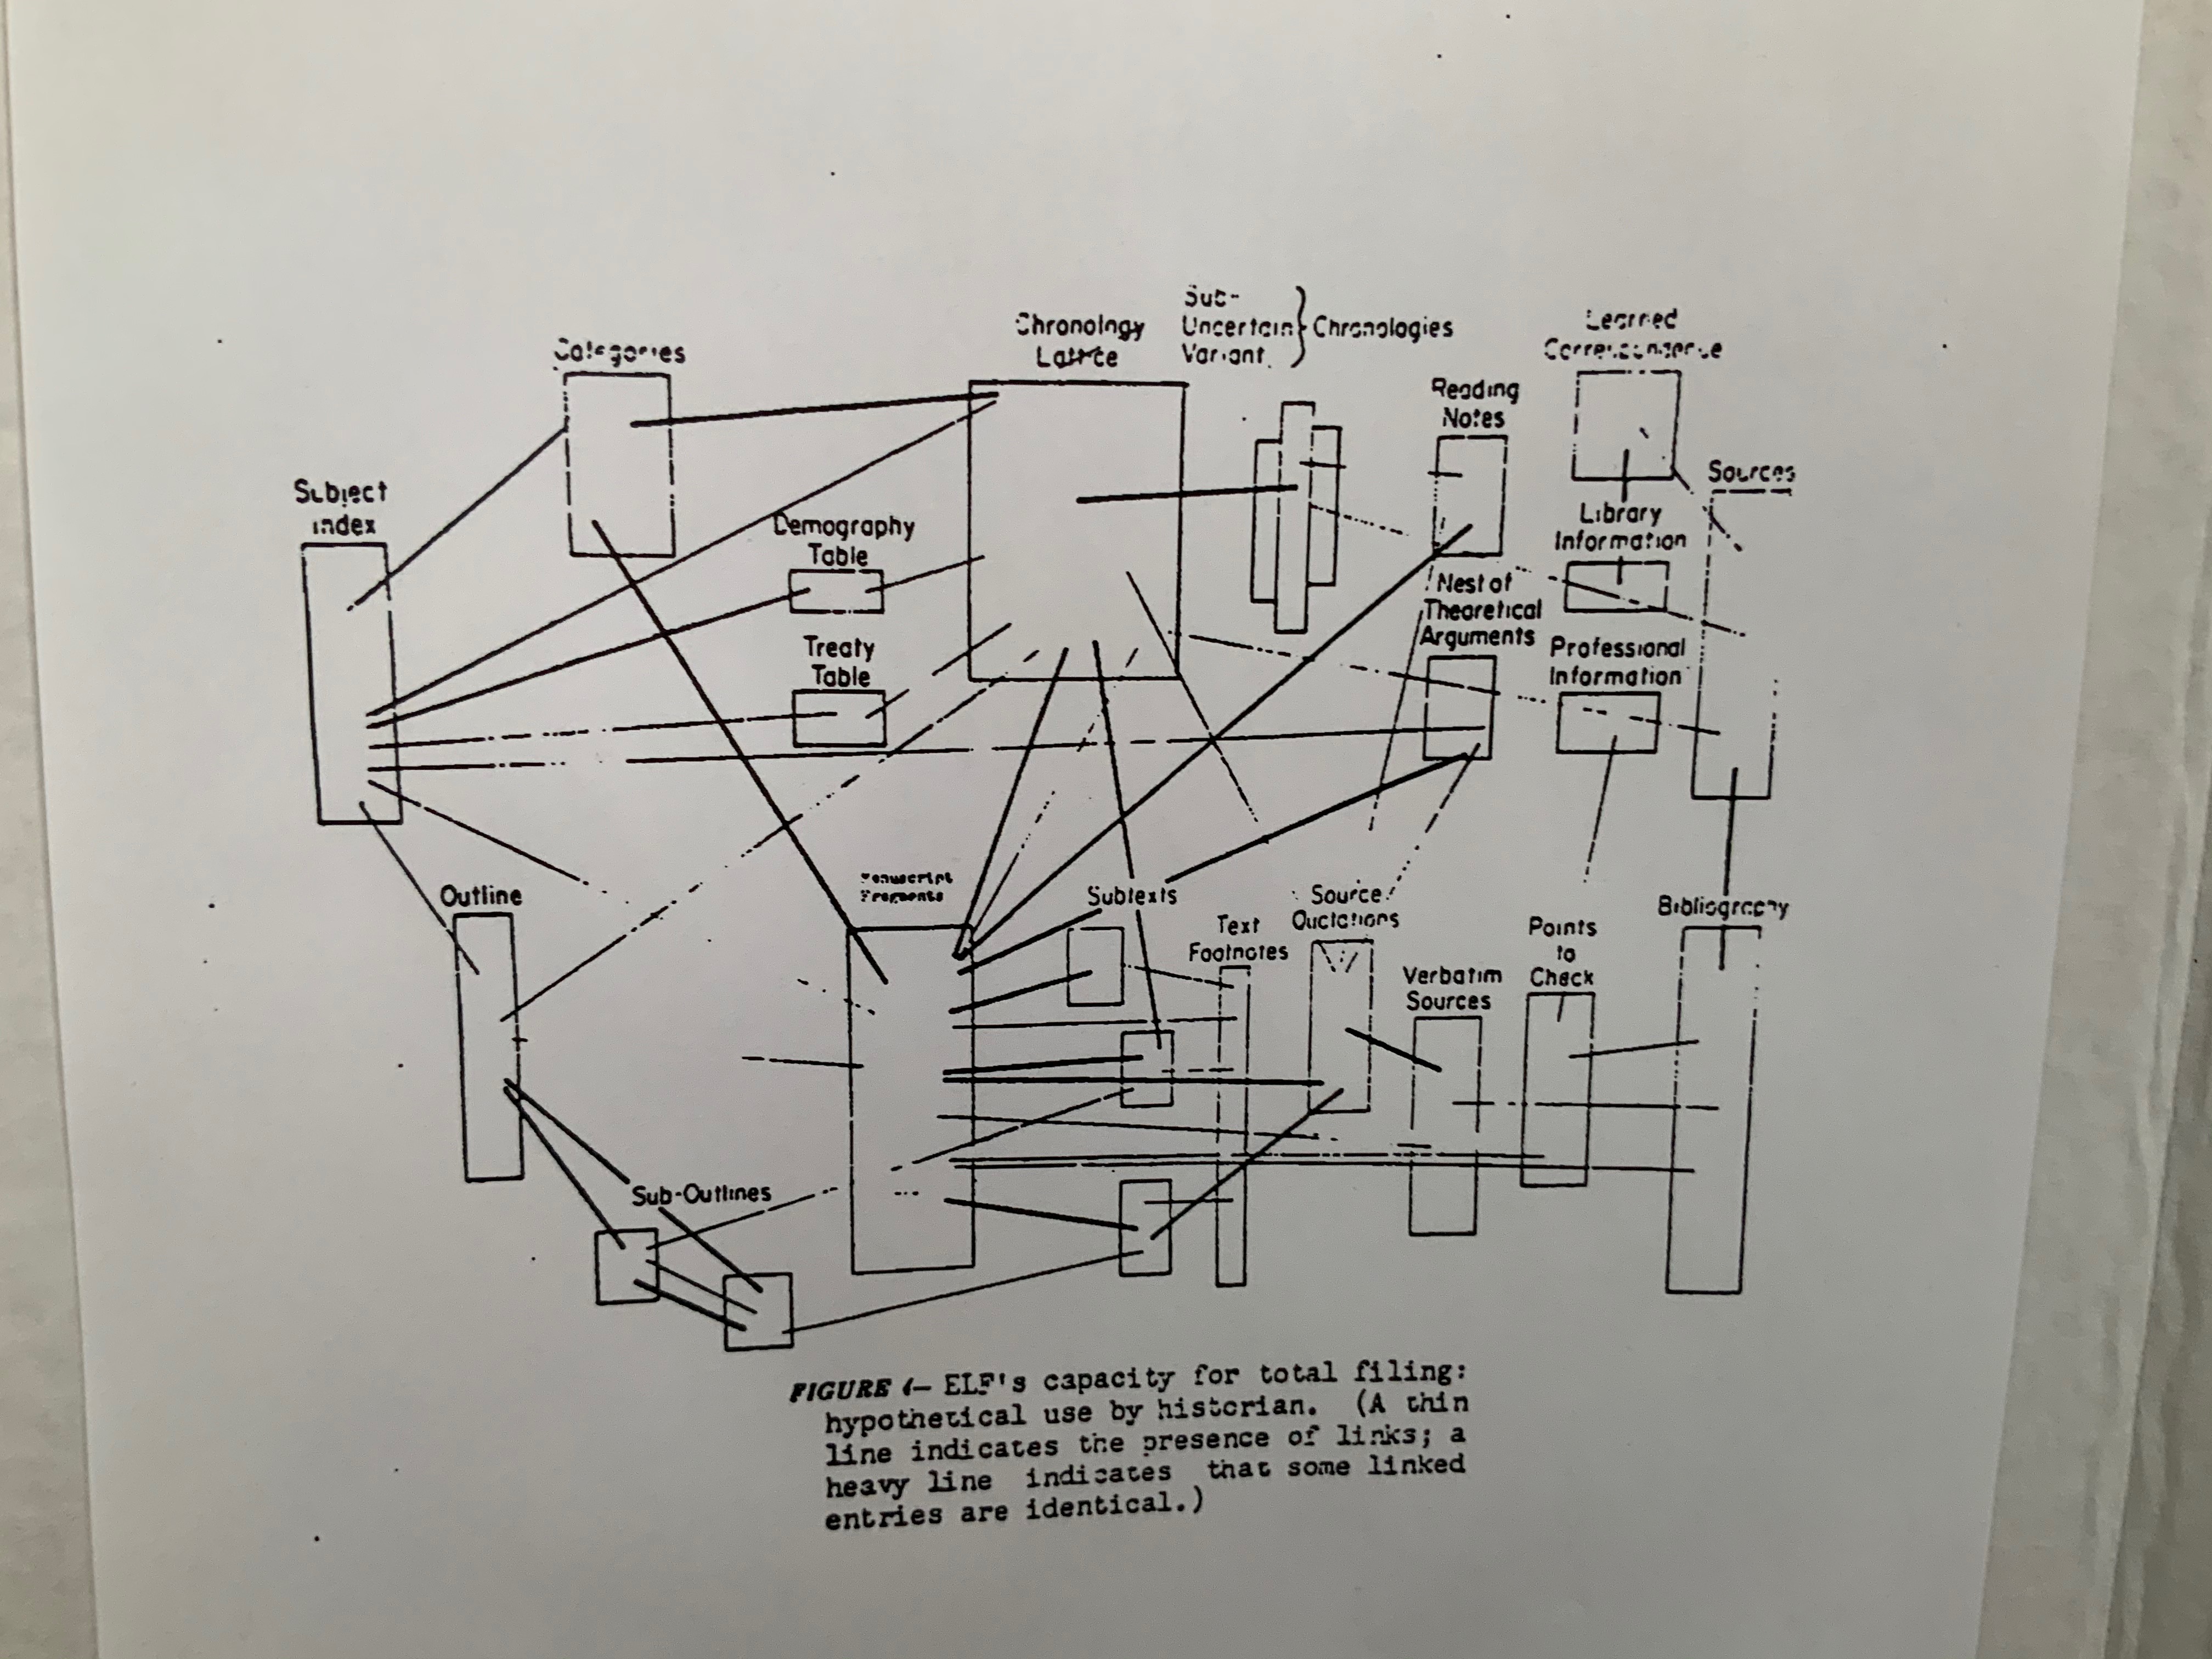 Sub-
Uncertain
Variant
Chronologies
Chronology
Lattice
Learned
Correspondence
Categories
Reading
Notes
Sources
Subject
Index
Demography
Table
Library
Information
Nest of
Theoretical
Arguments
Treaty
Table
Professional
Information
Manuscript
Fragments
Outline
Subtexts
Source
Quotations
Text
Footnotes
Bibliography
Points
to
Check
Verbatim
Sources
Sub-Outlines
FIGURE — ELF's capacity for total filing:
hypothetical use by historian. (A thin
line indicates the presence of links; a
heavy line indicates that some linked
entries are identical.)